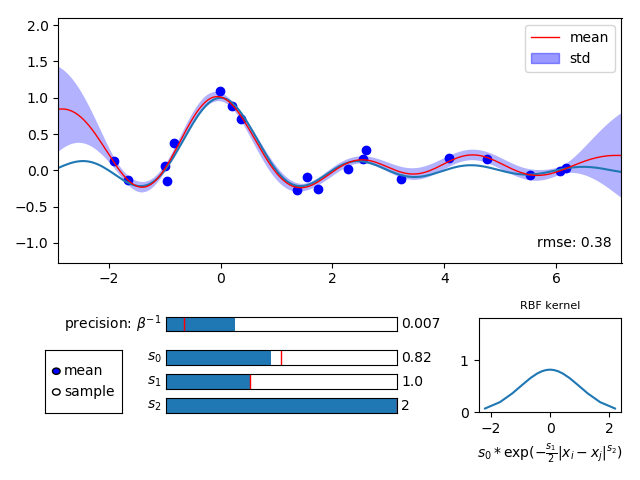 2.0
1.5
1.0
0.5
0.0
−0.5
−1.0
mean
std
rmse: 0.38
−2
0
2
4
6
precision: β⁻¹
0.007
s₀
0.82
s₁
1.0
s₂
2
mean
sample
RBF kernel
1
0
−2
0
2
s₀ * exp(−s₁/2 |xᵢ − xⱼ|^s₂)